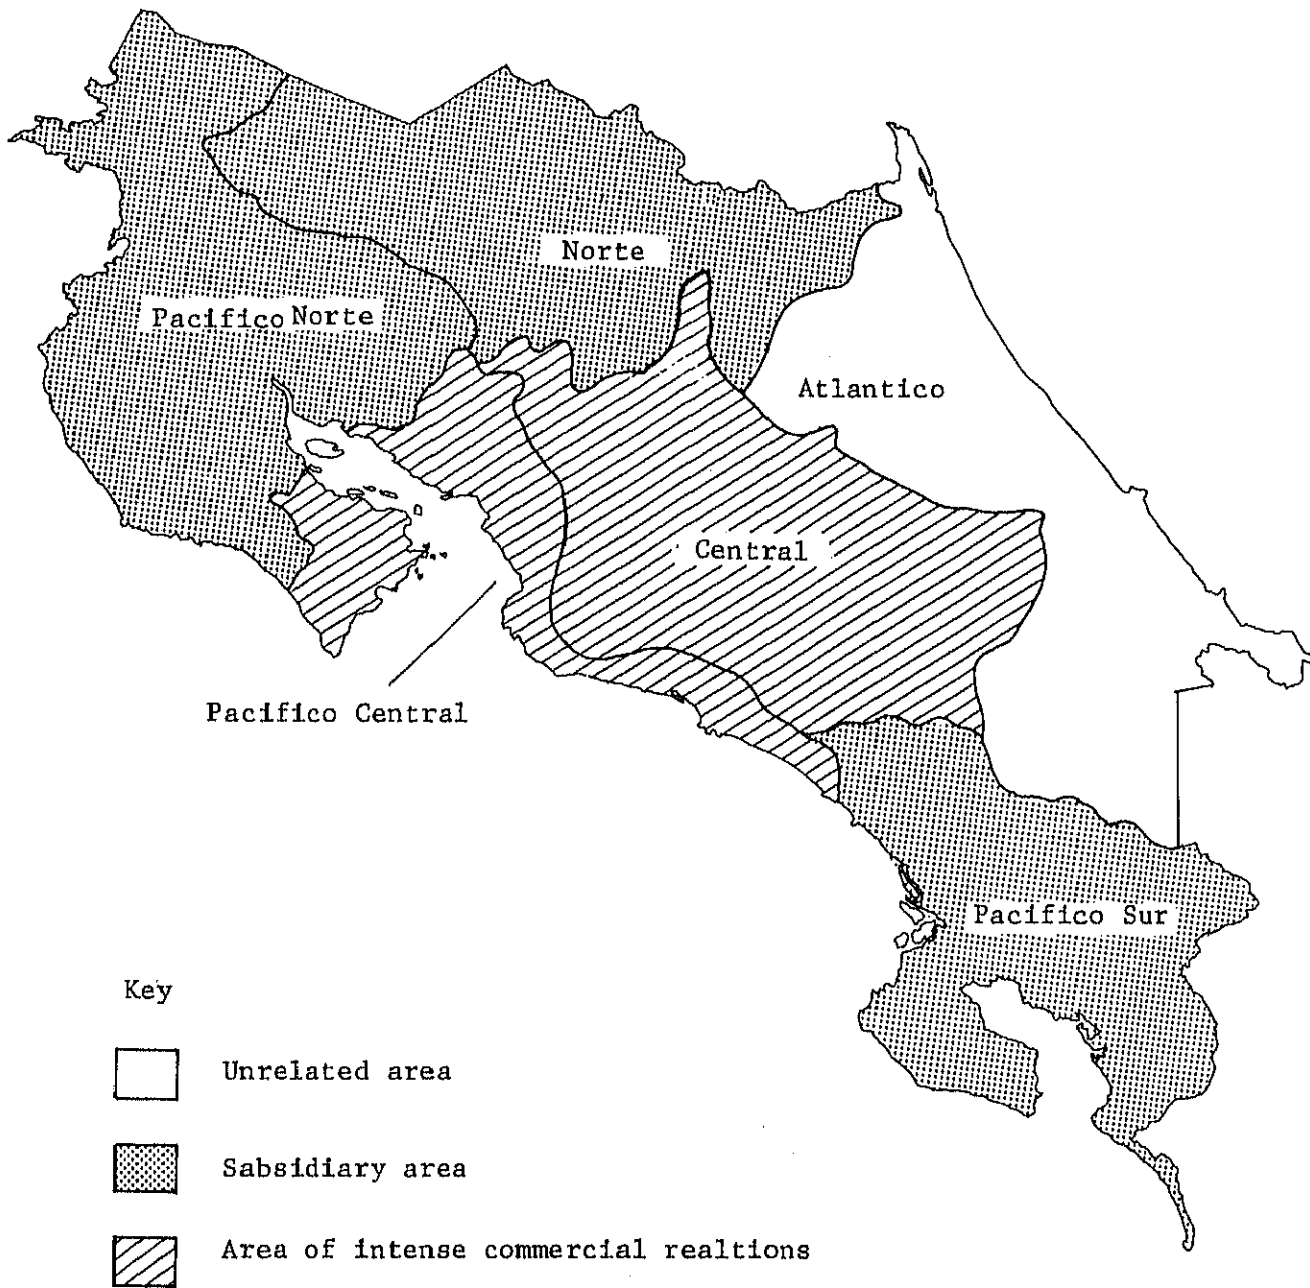 Norte
Pacifico Norte
Atlantico
Central
Pacifico Central
Pacifico Sur
Key
Unrelated area
Sabsidiary area
Area of intense commercial realtions